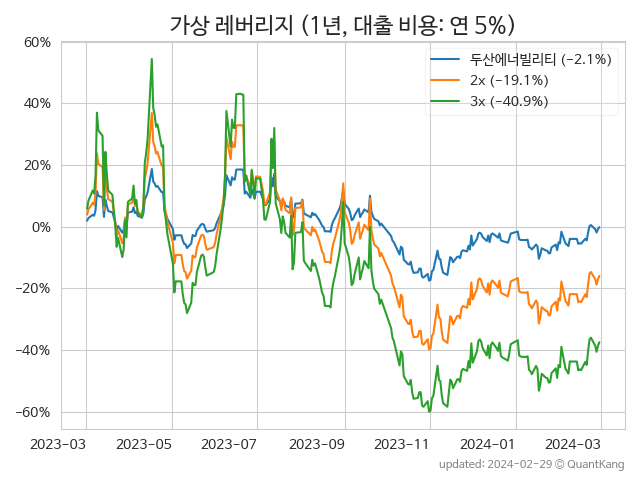 가상 레버리지 (1년, 대출 비용: 연 5%)
두산에너빌리티 (−2.1%)
2x (−19.1%)
3x (−40.9%)
60%
40%
20%
0%
−20%
−40%
−60%
2023-03
2023-05
2023-07
2023-09
2023-11
2024-01
2024-03
updated: 2024-02-29 ⓒ QuantKang